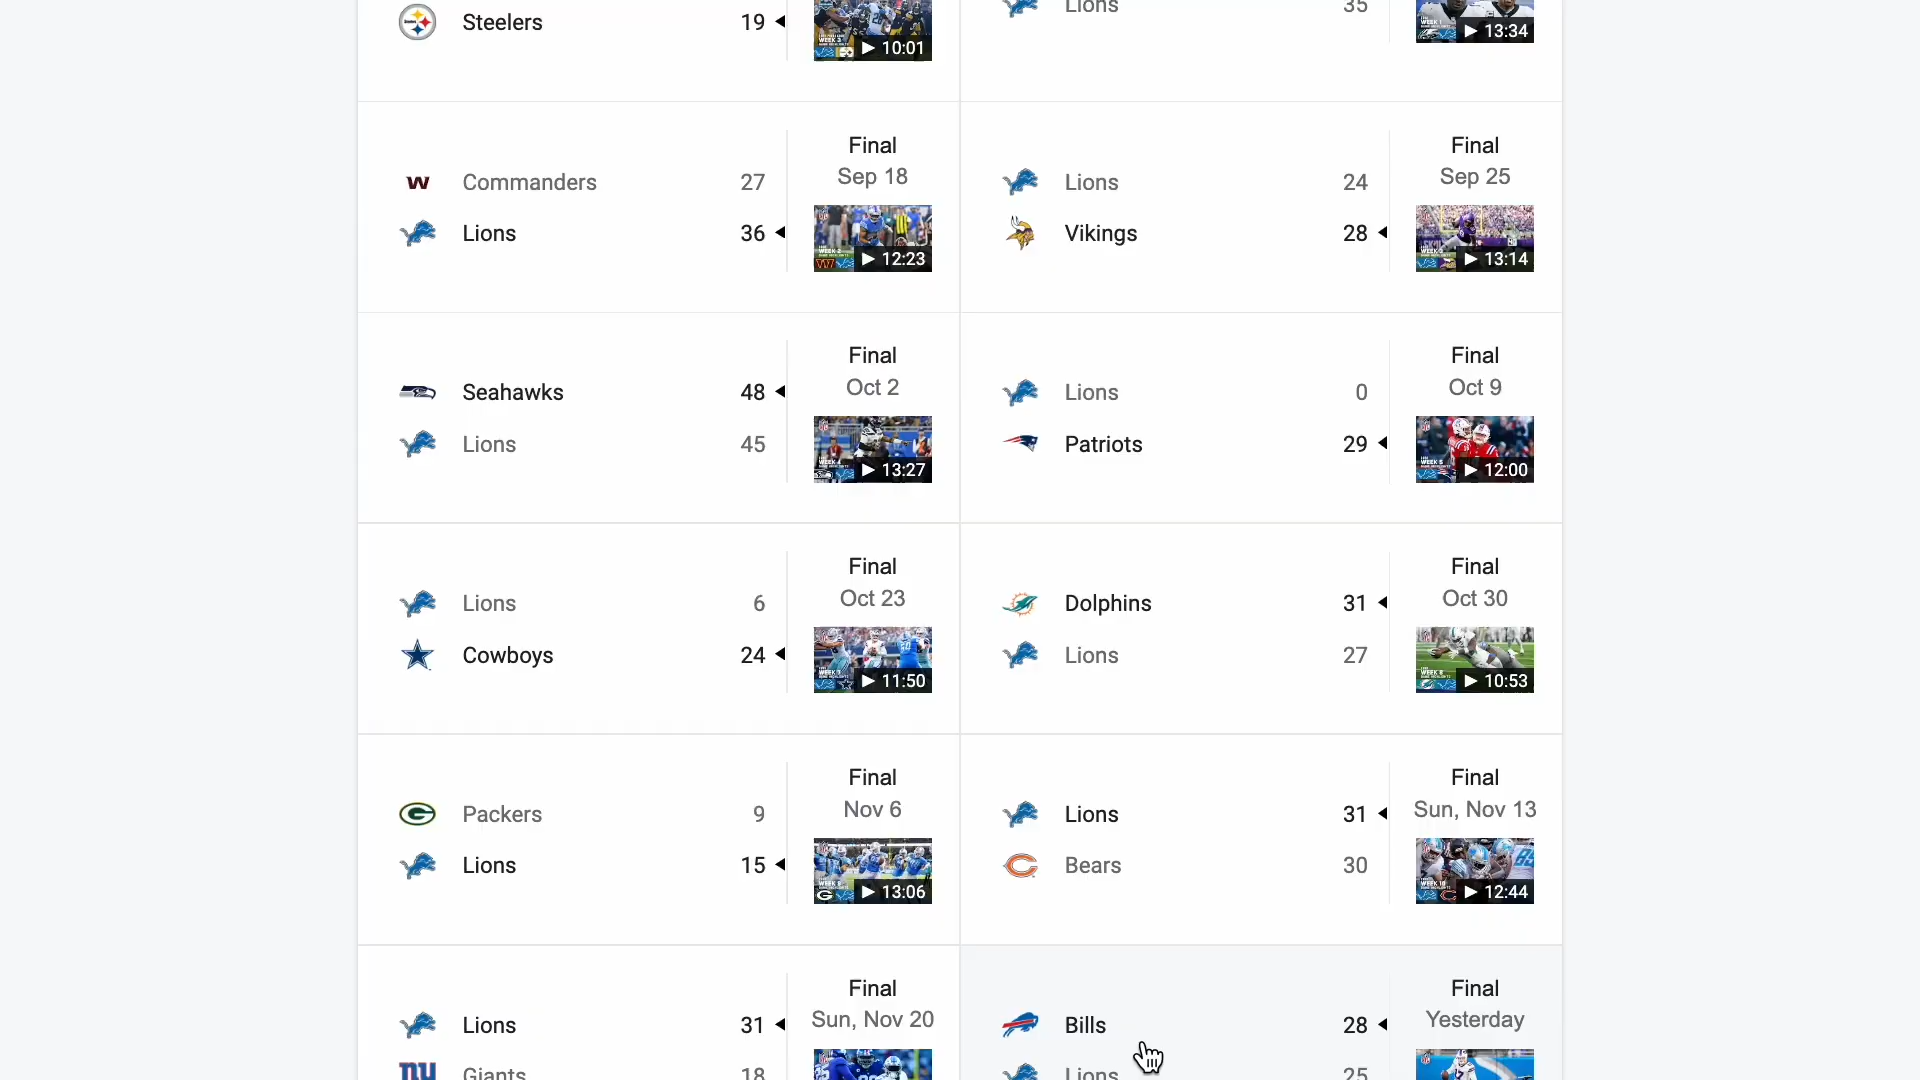 Steelers 19
10:01
Lions 35
13:34
Final
Sep 18
Commanders 27
Lions 36
12:23
Final
Sep 25
Lions 24
Vikings 28
13:14
Final
Oct 2
Seahawks 48
Lions 45
13:27
Final
Oct 9
Lions 0
Patriots 29
12:00
Final
Oct 23
Lions 6
Cowboys 24
11:50
Final
Oct 30
Dolphins 31
Lions 27
10:53
Final
Nov 6
Packers 9
Lions 15
13:06
Final
Sun, Nov 13
Lions 31
Bears 30
12:44
Final
Sun, Nov 20
Lions 31
Giants 18
Final
Yesterday
Bills 28
Lions 25